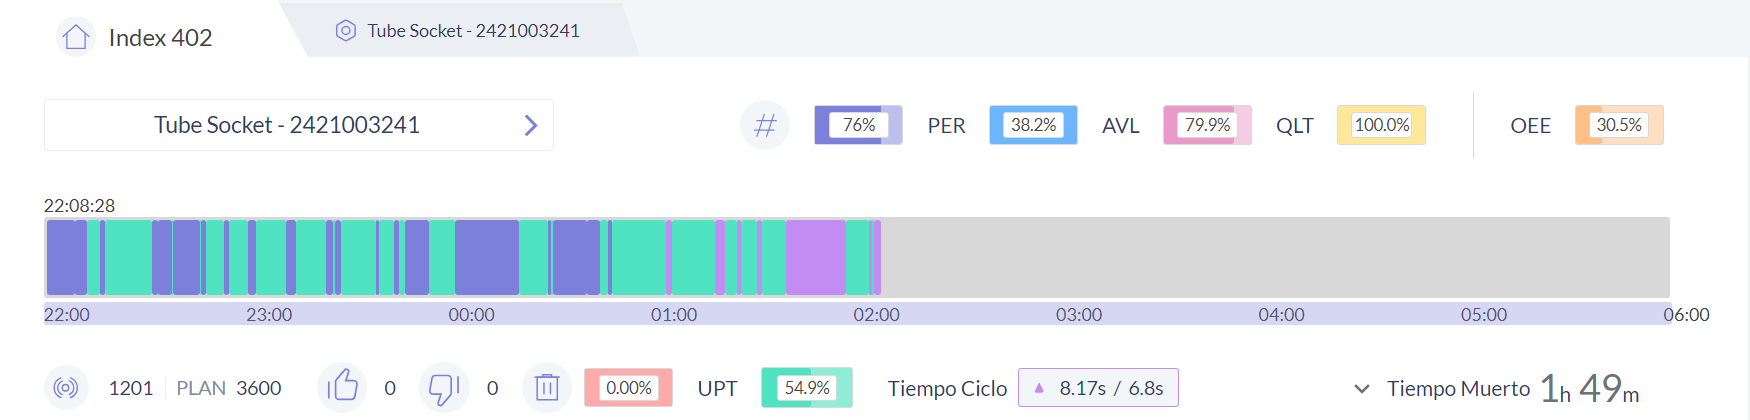 Index 402
Tube Socket - 2421003241
Tube Socket - 2421003241
76% PER 38.2% AVL 79.9% QLT 100.0% OEE 30.5%
22:08:28
22:00 23:00 00:00 01:00 02:00 03:00 04:00 05:00 06:00
1201 PLAN 3600 0 0 0.00% UPT 54.9% Tiempo Ciclo 8.17s / 6.8s Tiempo Muerto 1h 49m